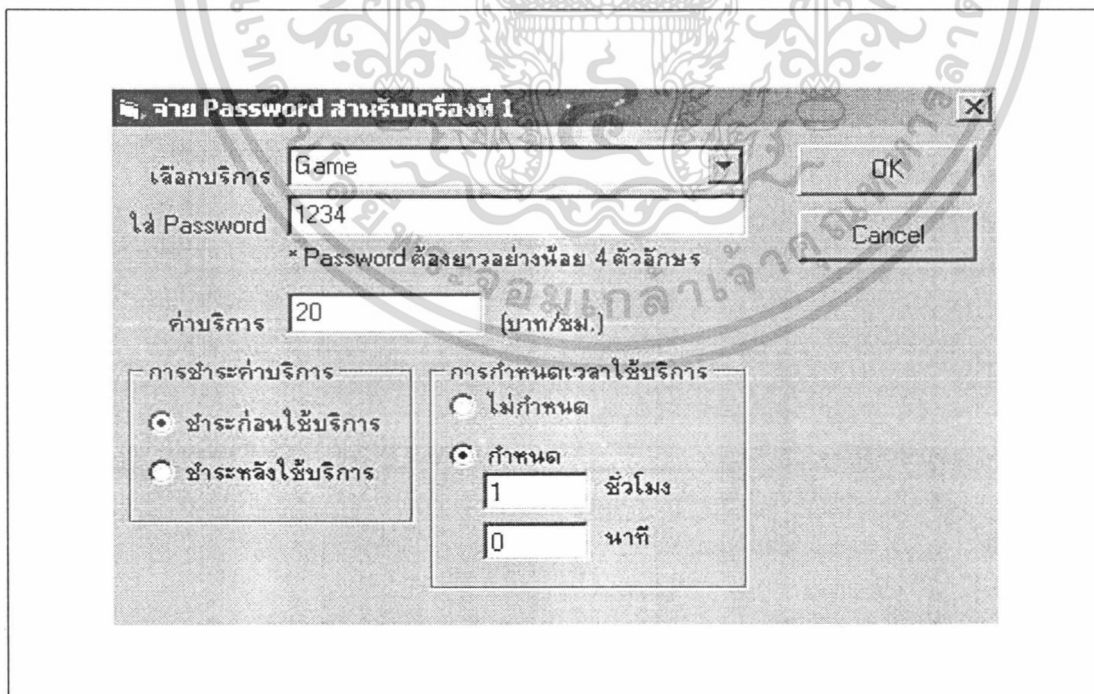 จ่าย Password สำหรับเครื่องที่ 1
เลือกบริการ Game
OK
ใส่ Password 1234
Cancel
* Password ต้องยาวอย่างน้อย 4 ตัวอักษร
ค่าบริการ 20 (บาท/ชม.)
การชำระค่าบริการ
ชำระก่อนใช้บริการ
ชำระหลังใช้บริการ
การกำหนดเวลาใช้บริการ
ไม่กำหนด
กำหนด
1 ชั่วโมง
0 นาที